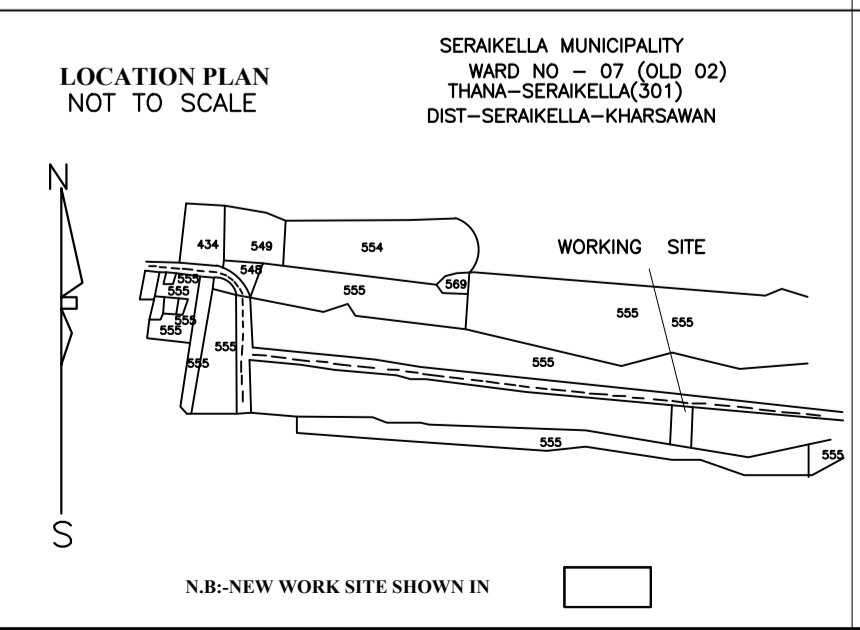 LOCATION PLAN
NOT TO SCALE
SERAIKELLA MUNICIPALITY
WARD NO - 07 (OLD 02)
THANA-SERAIKELLA(301)
DIST-SERAIKELLA-KHARSAWAN
N
434
549
554
WORKING SITE
548
555
555
569
555
555
555
555
555
555
555
555
555
555
555
S
N.B:-NEW WORK SITE SHOWN IN